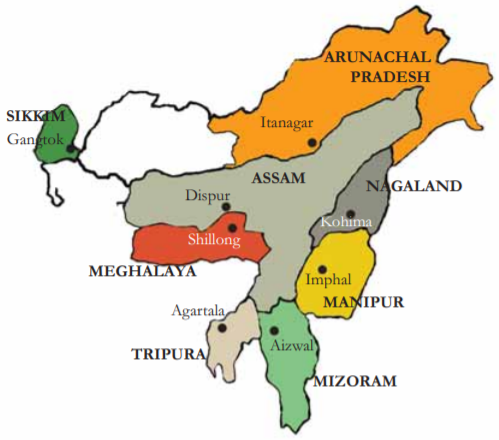 ARUNACHAL
PRADESH
SIKKIM
Itanagar
Gangtok
ASSAM
NAGALAND
Dispur
Kohima
Shillong
MEGHALAYA
Imphal
MANIPUR
Agartala
Aizwal
TRIPURA
MIZORAM